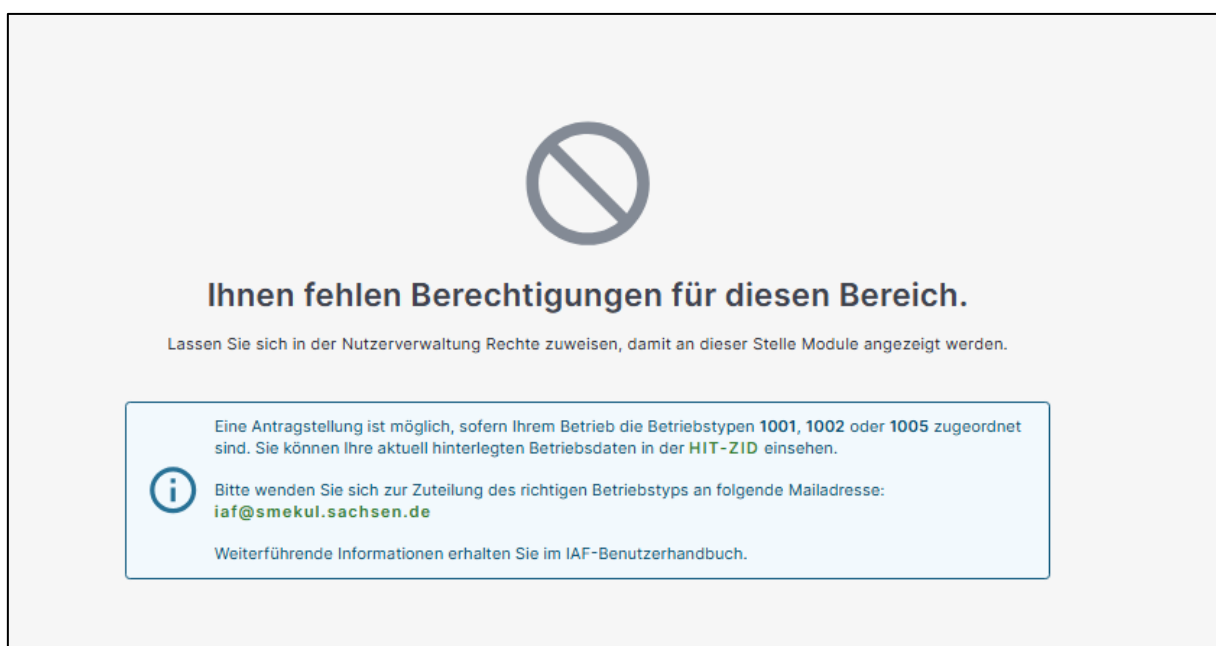 Ihnen fehlen Berechtigungen für diesen Bereich.
Lassen Sie sich in der Nutzerverwaltung Rechte zuweisen, damit an dieser Stelle Module angezeigt werden.
Eine Antragstellung ist möglich, sofern Ihrem Betrieb die Betriebstypen 1001, 1002 oder 1005 zugeordnet
sind. Sie können Ihre aktuell hinterlegten Betriebsdaten in der HIT-ZID einsehen.
Bitte wenden Sie sich zur Zuteilung des richtigen Betriebstyps an folgende Mailadresse:
iaf@smekul.sachsen.de
Weiterführende Informationen erhalten Sie im IAF-Benutzerhandbuch.